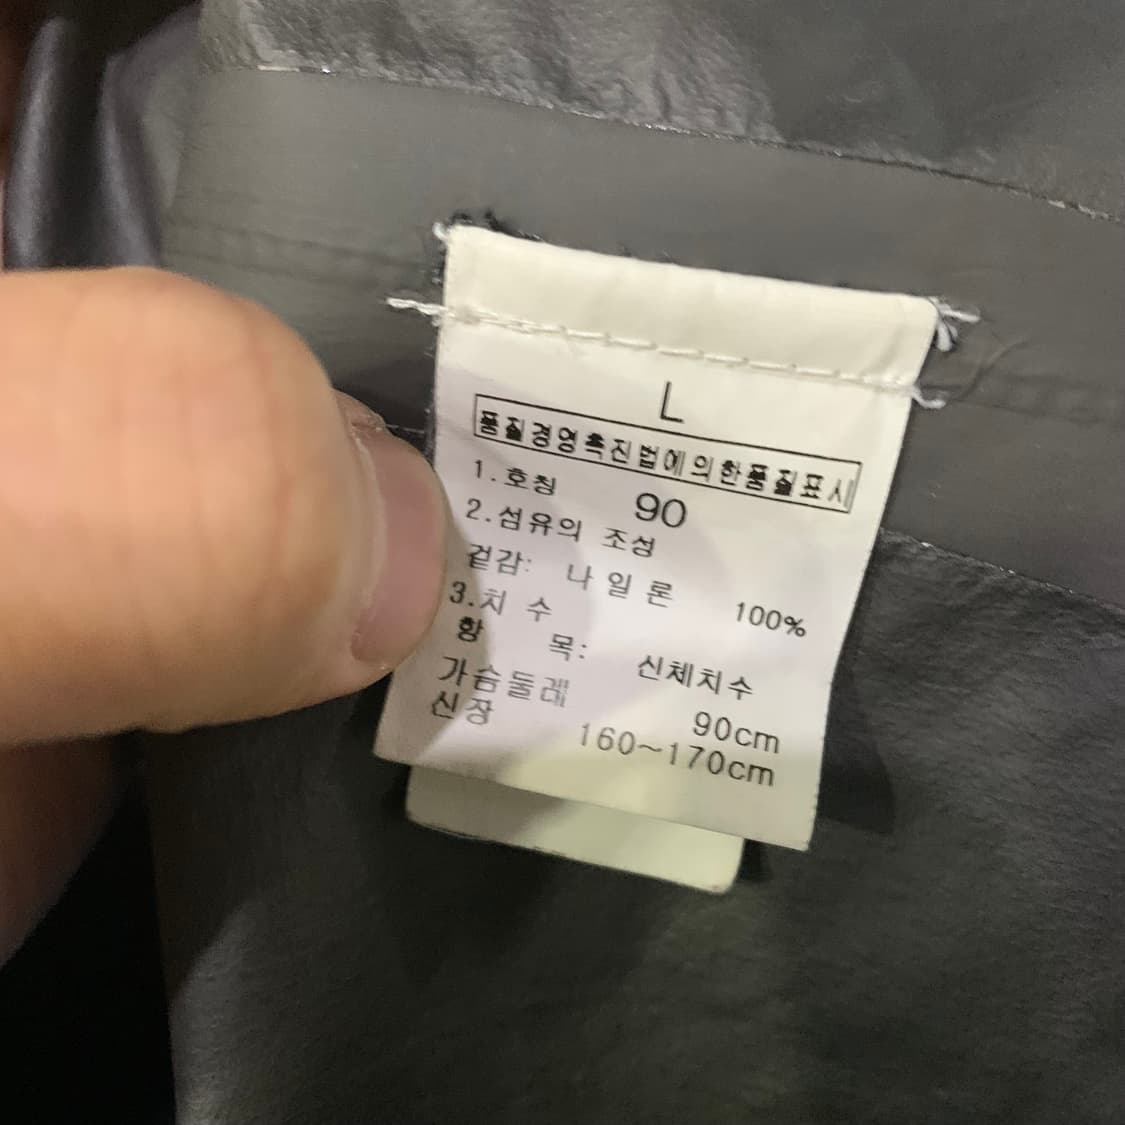 L
품질경영촉진법에의한품질표시
1.호칭 90
2.섬유의 조성
겉감: 나일론 100%
3.치 수
항 목: 신체치수
가슴둘레 90cm
신장 160~170cm